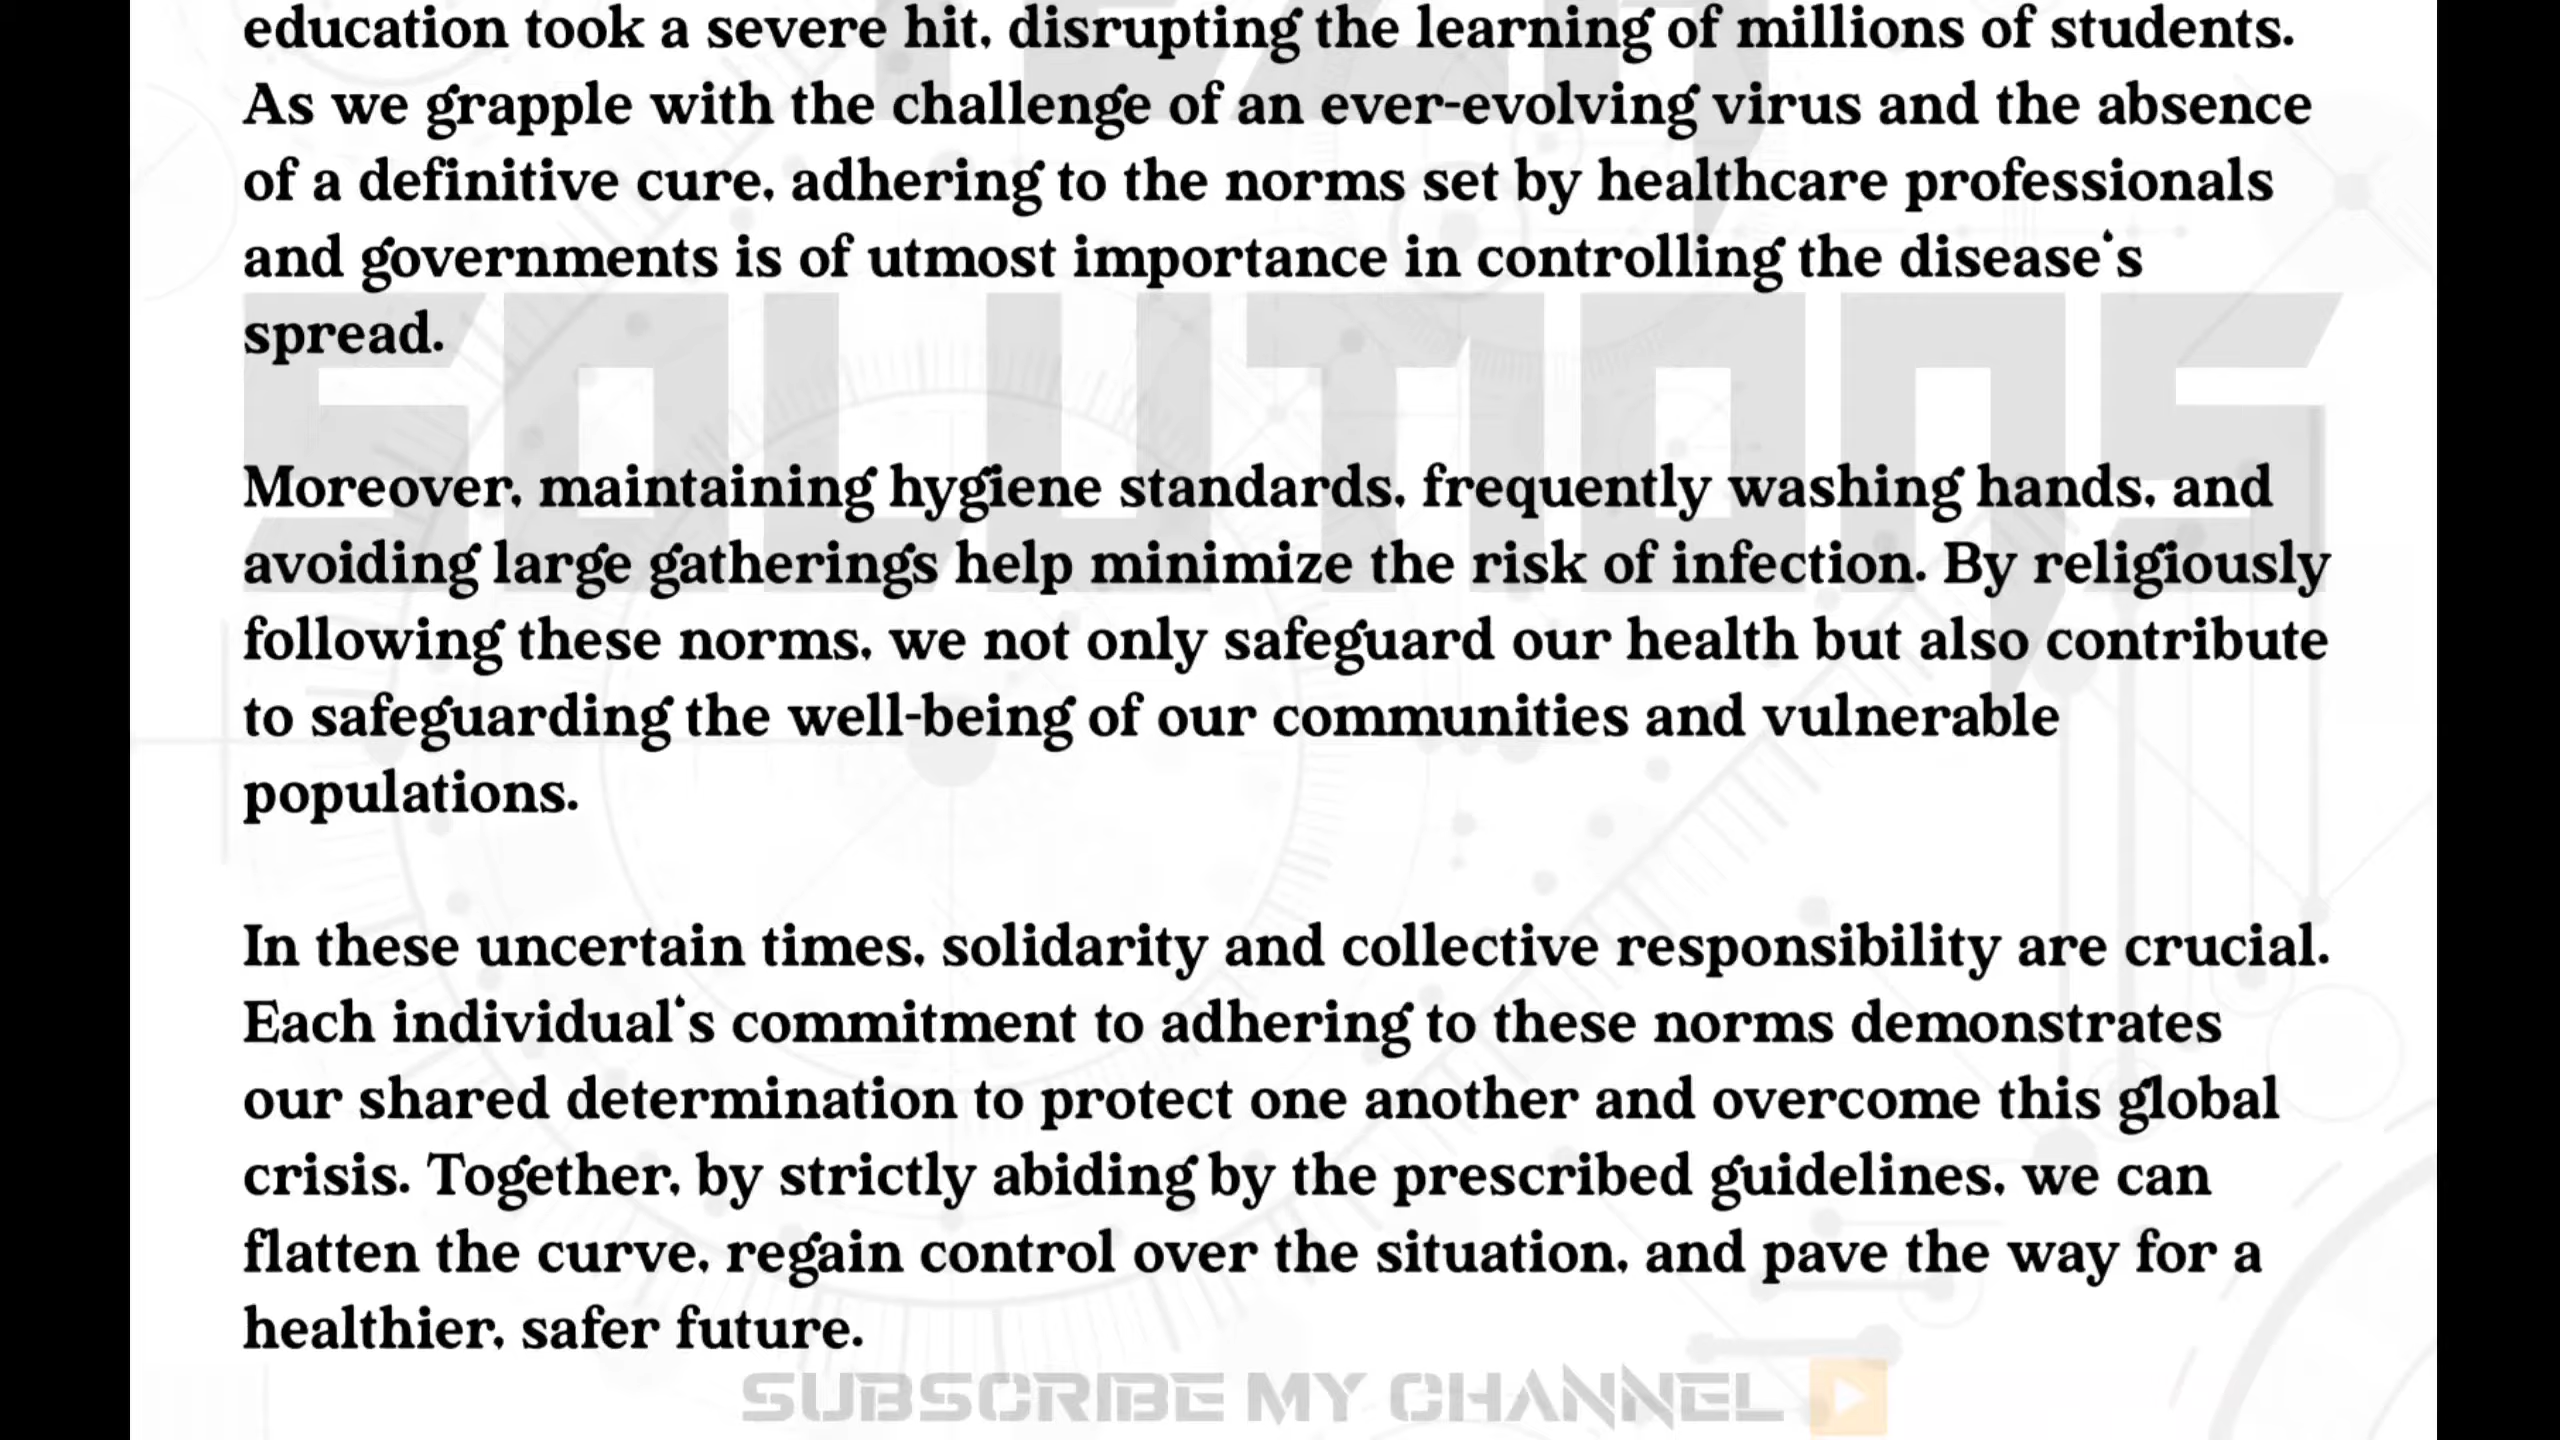 education took a severe hit, disrupting the learning of millions of students.
As we grapple with the challenge of an ever-evolving virus and the absence
of a definitive cure, adhering to the norms set by healthcare professionals
and governments is of utmost importance in controlling the disease's
spread.
SOLUTIONS
Moreover, maintaining hygiene standards, frequently washing hands, and
avoiding large gatherings help minimize the risk of infection. By religiously
following these norms, we not only safeguard our health but also contribute
to safeguarding the well-being of our communities and vulnerable
populations.
In these uncertain times, solidarity and collective responsibility are crucial.
Each individual's commitment to adhering to these norms demonstrates
our shared determination to protect one another and overcome this global
crisis. Together, by strictly abiding by the prescribed guidelines, we can
flatten the curve, regain control over the situation, and pave the way for a
healthier, safer future.
SUBSCRIBE MY CHANNEL